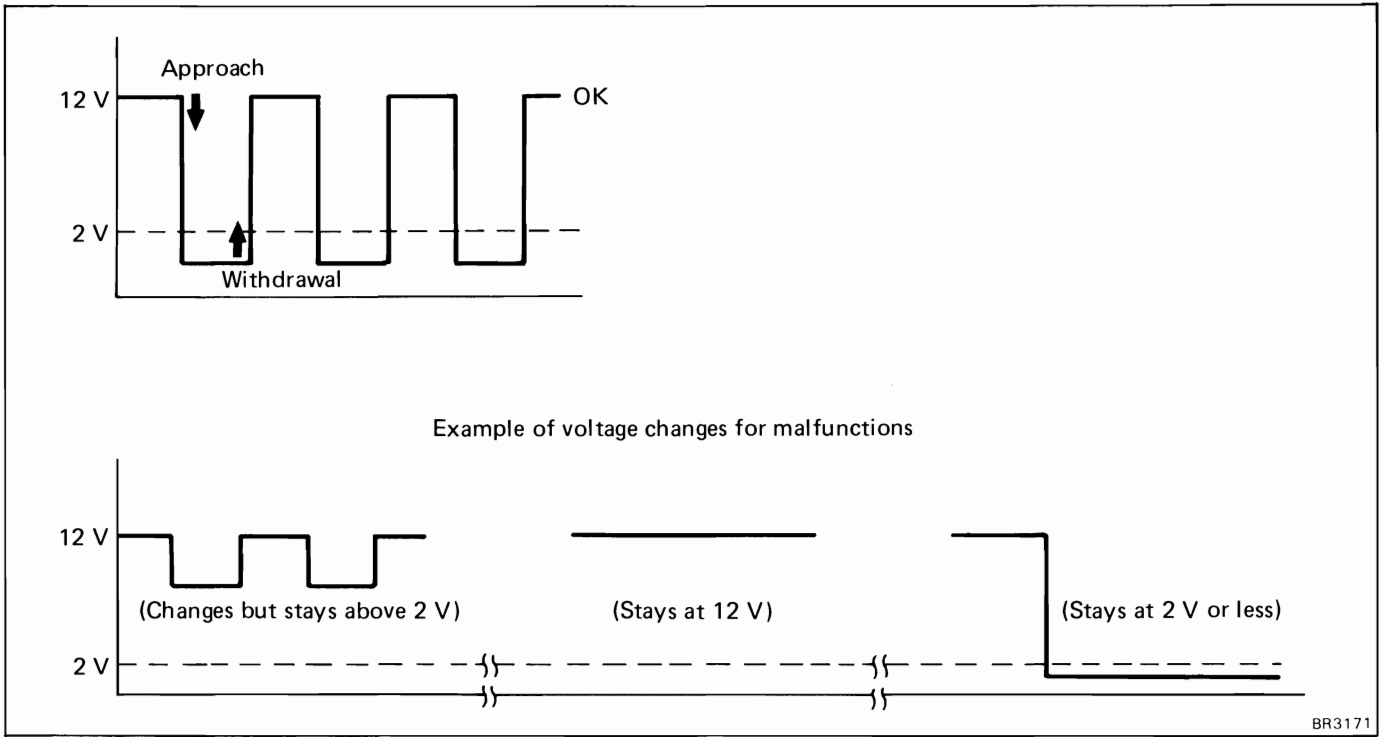 Approach
12 V
OK
2 V
Withdrawal
Example of voltage changes for malfunctions
12 V
(Changes but stays above 2 V)
(Stays at 12 V)
(Stays at 2 V or less)
2 V
BR3171